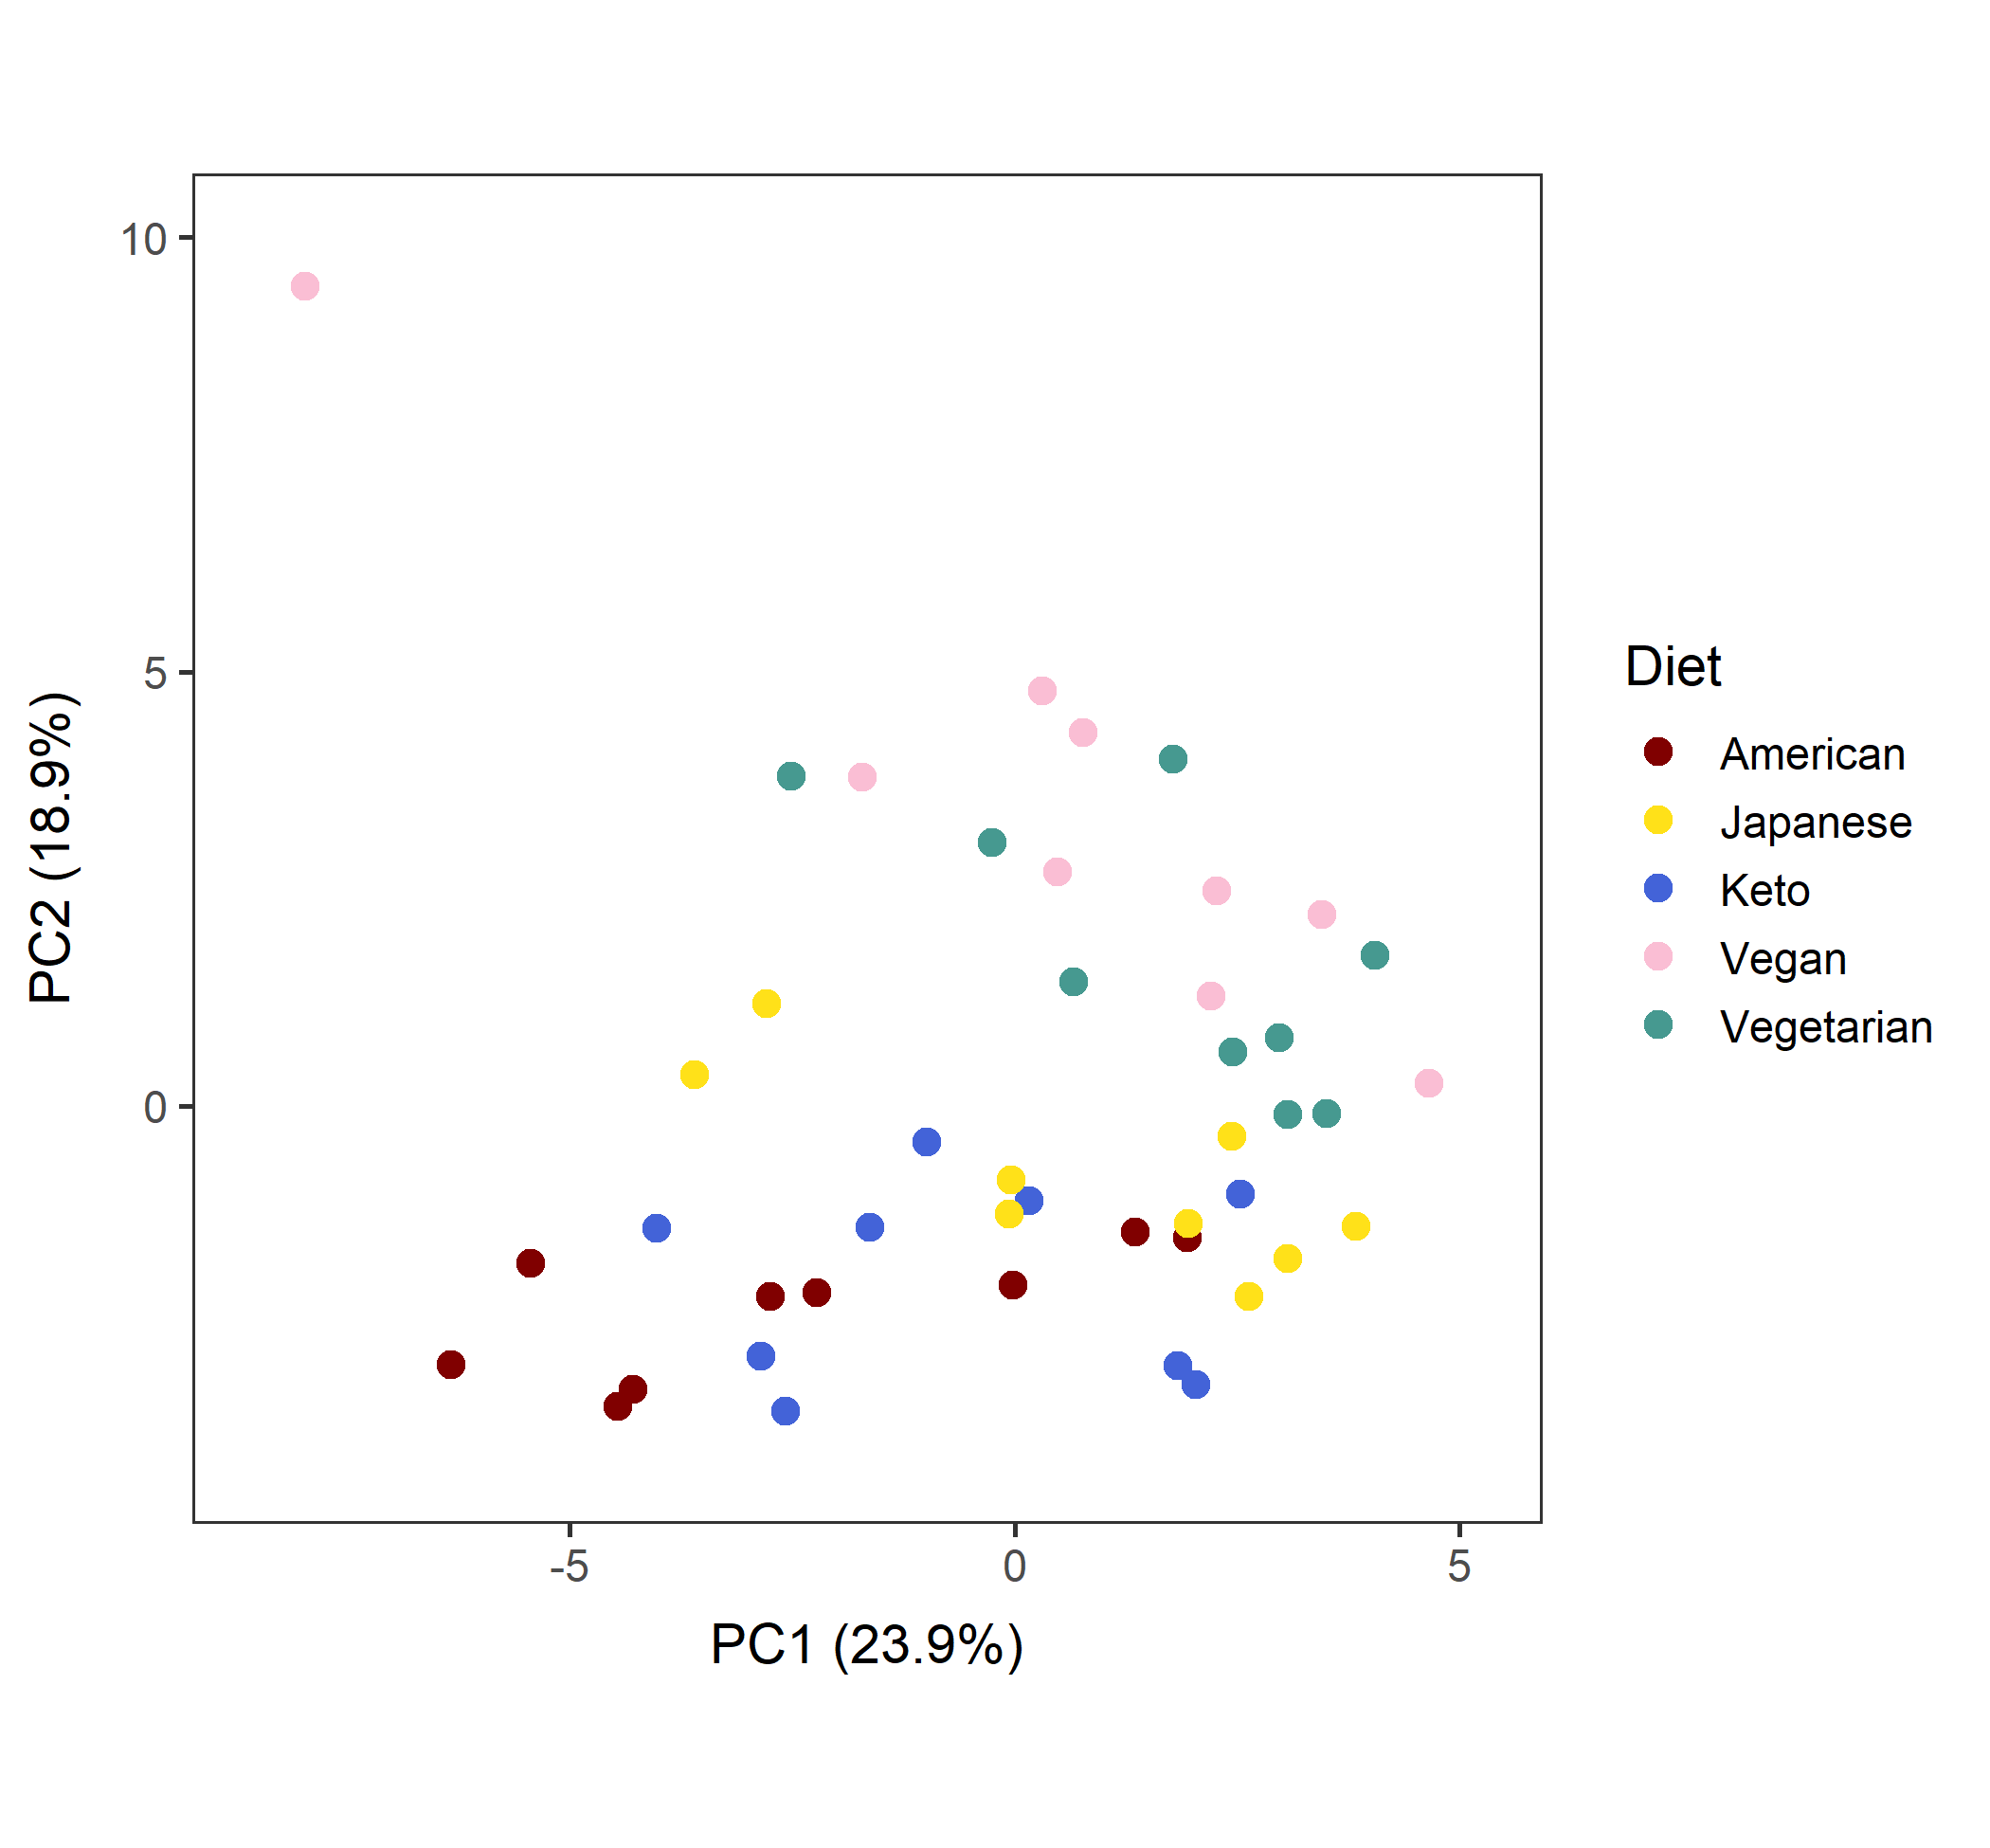 10
5
0
-5
0
5
PC2 (18.9%)
PC1 (23.9%)
Diet
American
Japanese
Keto
Vegan
Vegetarian